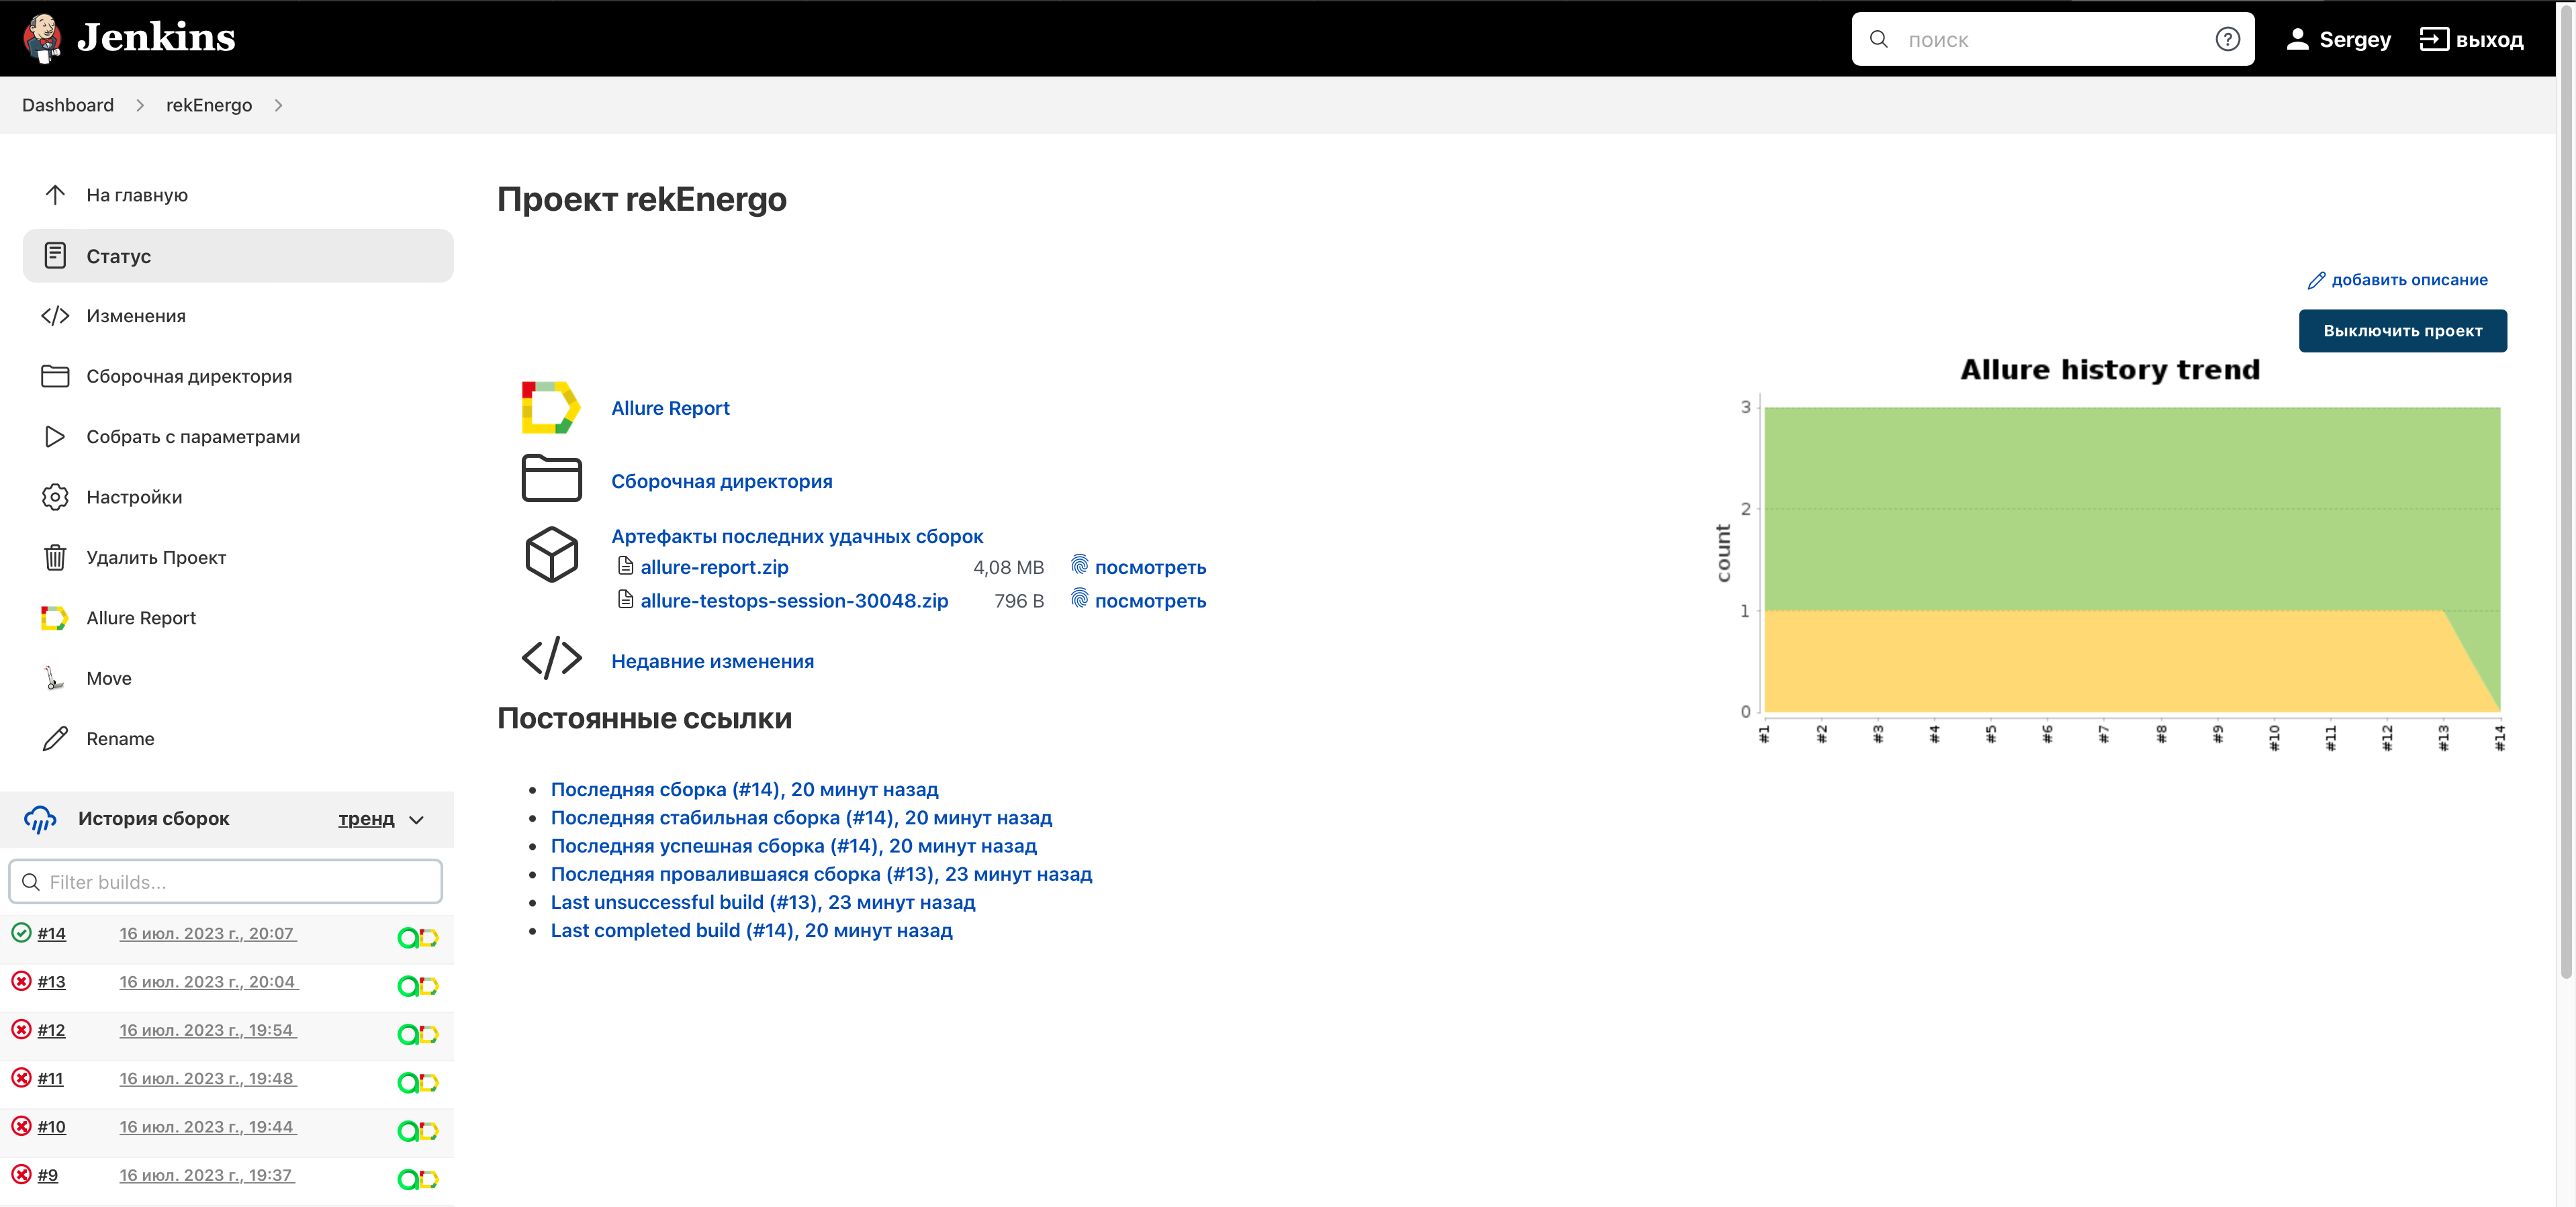 Jenkins
поиск
Sergey
выход
Dashboard
rekEnergo
На главную
Статус
Изменения
Сборочная директория
Собрать с параметрами
Настройки
Удалить Проект
Allure Report
Move
Rename
История сборок
тренд
Filter builds...
#14 16 июл. 2023 г., 20:07
#13 16 июл. 2023 г., 20:04
#12 16 июл. 2023 г., 19:54
#11 16 июл. 2023 г., 19:48
#10 16 июл. 2023 г., 19:44
#9 16 июл. 2023 г., 19:37
Проект rekEnergo
добавить описание
Выключить проект
Allure Report
Сборочная директория
Артефакты последних удачных сборок
allure-report.zip 4,08 MB посмотреть
allure-testops-session-30048.zip 796 B посмотреть
Недавние изменения
Постоянные ссылки
Последняя сборка (#14), 20 минут назад
Последняя стабильная сборка (#14), 20 минут назад
Последняя успешная сборка (#14), 20 минут назад
Последняя провалившаяся сборка (#13), 23 минут назад
Last unsuccessful build (#13), 23 минут назад
Last completed build (#14), 20 минут назад
Allure history trend
count
3
2
1
0
#1 #2 #3 #4 #5 #6 #7 #8 #9 #10 #11 #12 #13 #14